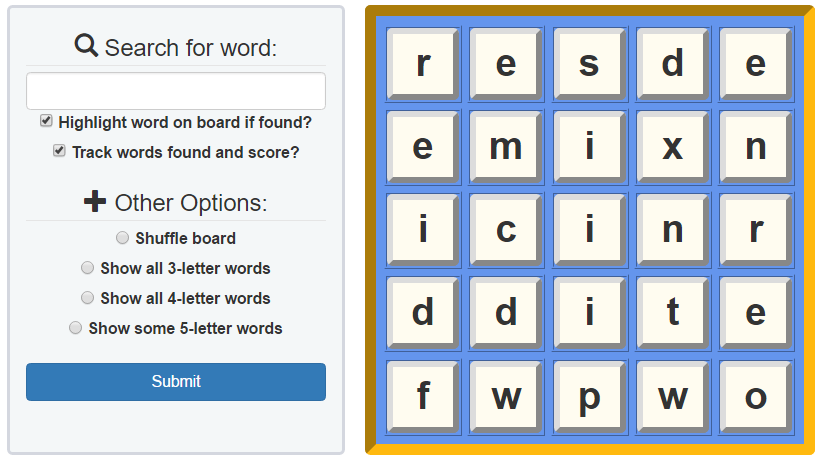 Search for word:
Highlight word on board if found?
Track words found and score?
Other Options:
Shuffle board
Show all 3-letter words
Show all 4-letter words
Show some 5-letter words
Submit
r e s d e
e m i x n
i c i n r
d d i t e
f w p w o